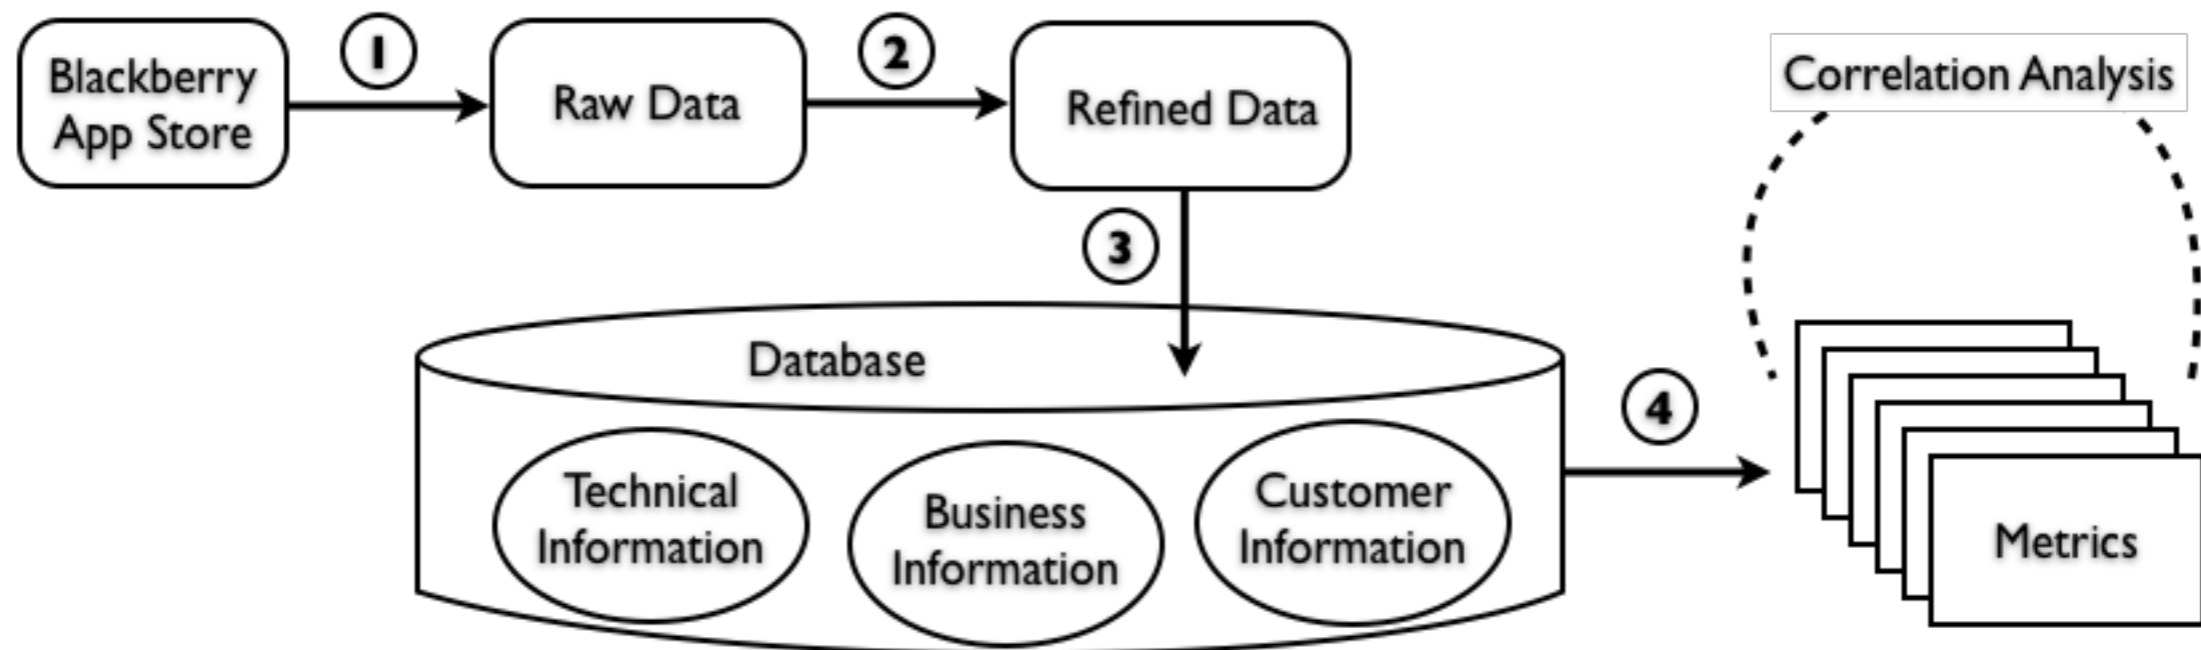 Blackberry
App Store
1
Raw Data
2
Refined Data
Correlation Analysis
3
Database
Technical
Information
Business
Information
Customer
Information
4
Metrics